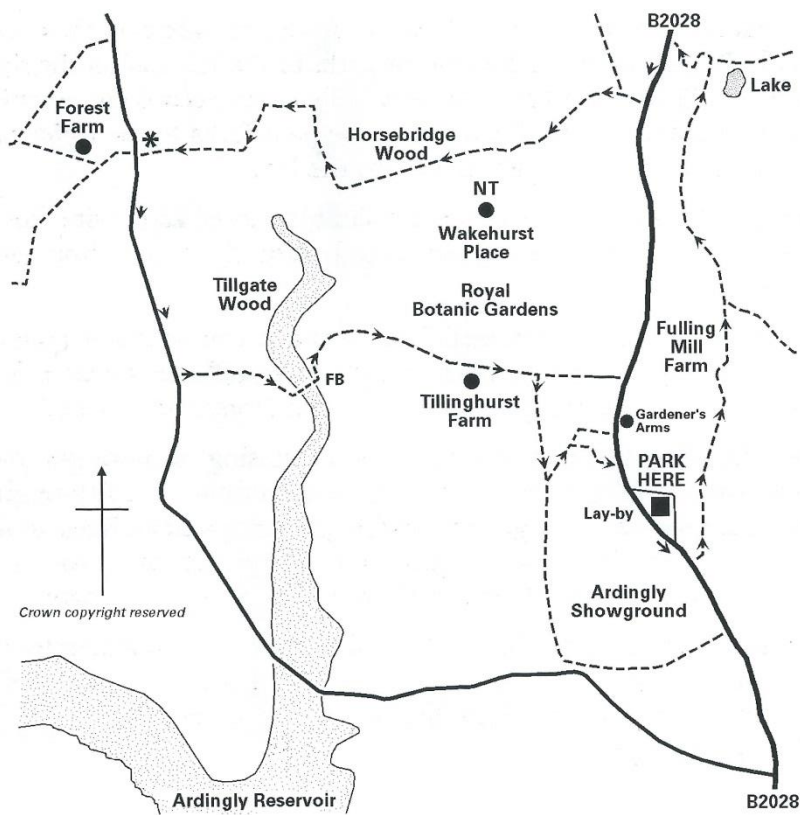 B2028
Lake
Forest
Farm
*
Horsebridge
Wood
NT
Wakehurst
Place
Tillgate
Wood
Royal
Botanic Gardens
Fulling
Mill
Farm
FB
Tillinghurst
Farm
Gardener's
Arms
PARK
HERE
Lay-by
Crown copyright reserved
Ardingly
Showground
Ardingly Reservoir
B2028